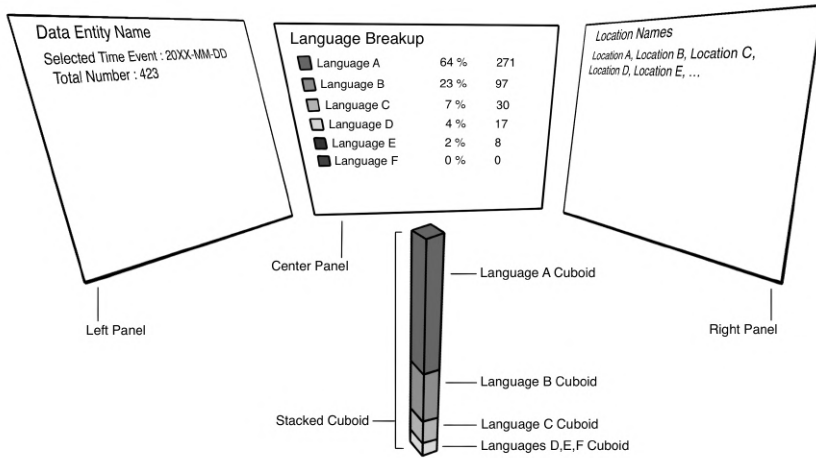 Data Entity Name
Selected Time Event : 20XX-MM-DD
Total Number : 423
Language Breakup
Language A 64 % 271
Language B 23 % 97
Language C 7 % 30
Language D 4 % 17
Language E 2 % 8
Language F 0 % 0
Location Names
Location A, Location B, Location C,
Location D, Location E, ...
Center Panel
Left Panel
Right Panel
Language A Cuboid
Language B Cuboid
Stacked Cuboid
Language C Cuboid
Languages D,E,F Cuboid